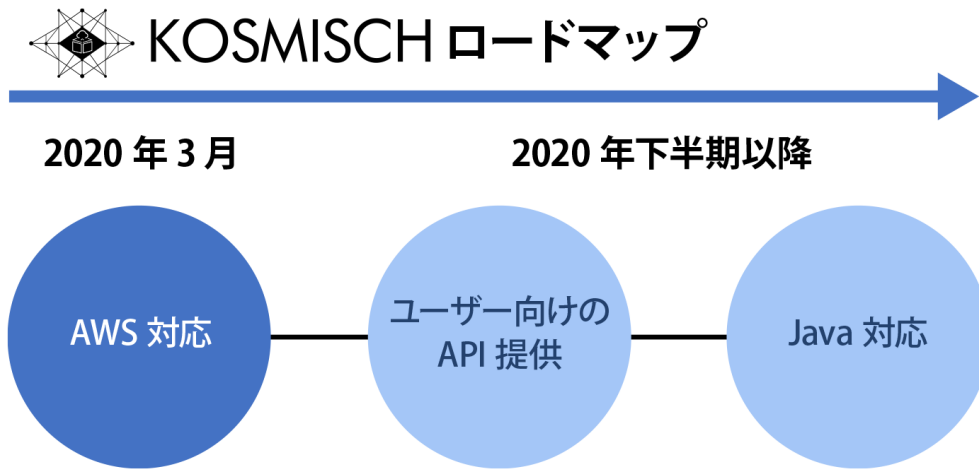 KOSMISCH ロードマップ
2020 年 3 月
2020 年下半期以降
AWS 対応
ユーザー向けの
API 提供
Java 対応